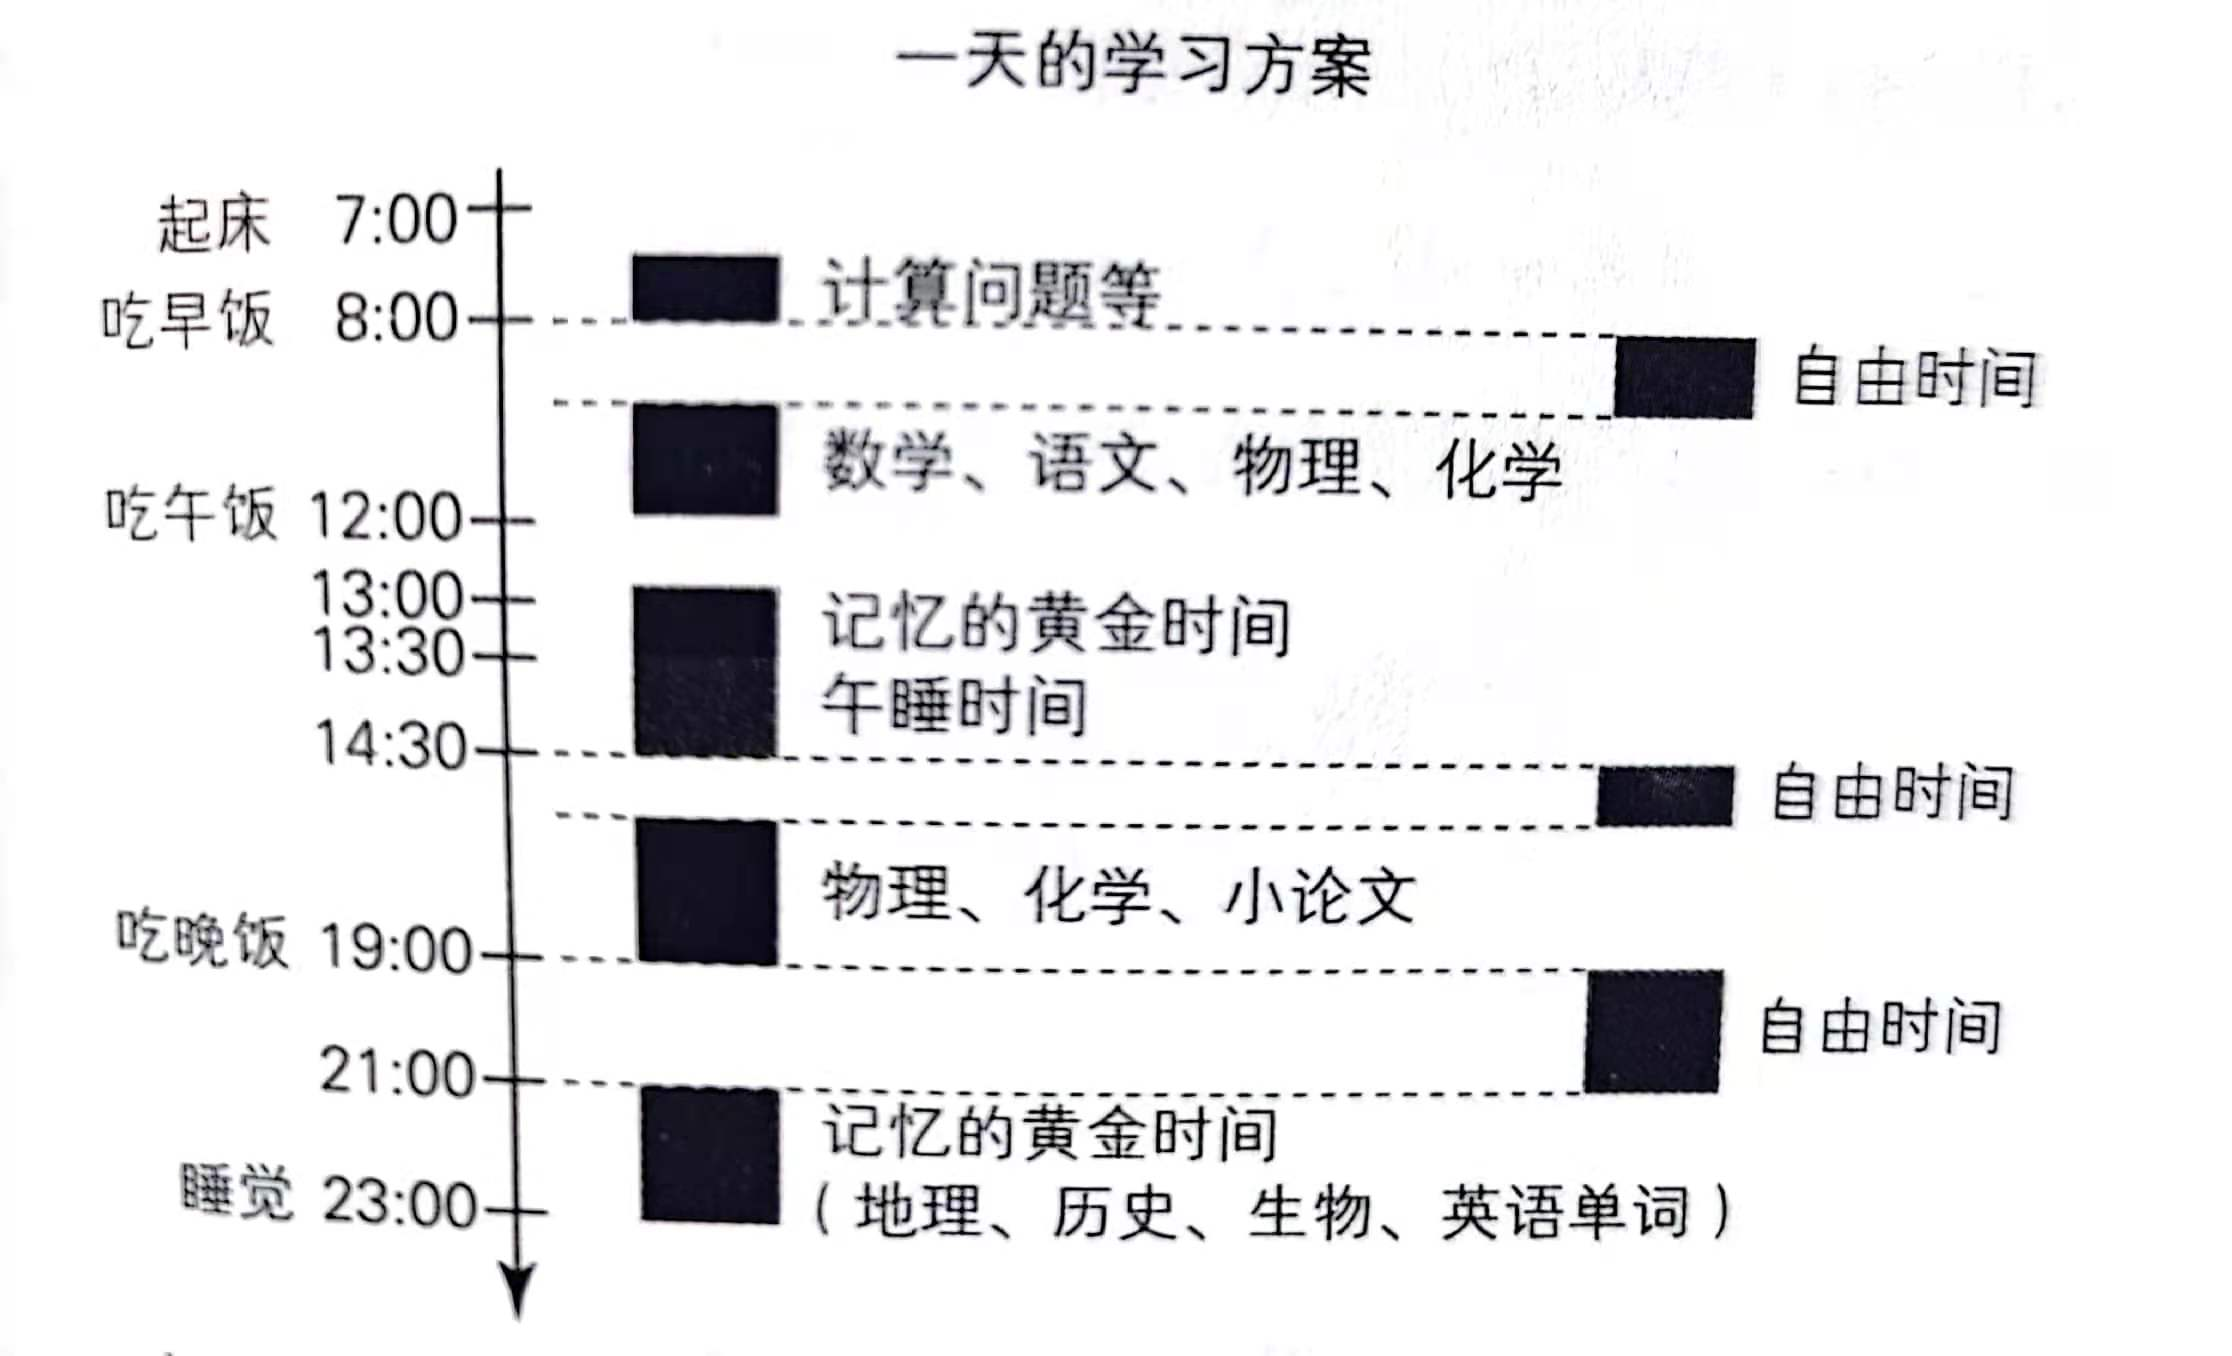 一天的学习方案
起床 7:00
计算问题等
吃早饭 8:00
自由时间
数学、语文、物理、化学
吃午饭 12:00
13:00
记忆的黄金时间
13:30
午睡时间
14:30
自由时间
物理、化学、小论文
吃晚饭 19:00
自由时间
21:00
记忆的黄金时间
睡觉 23:00
（地理、历史、生物、英语单词）